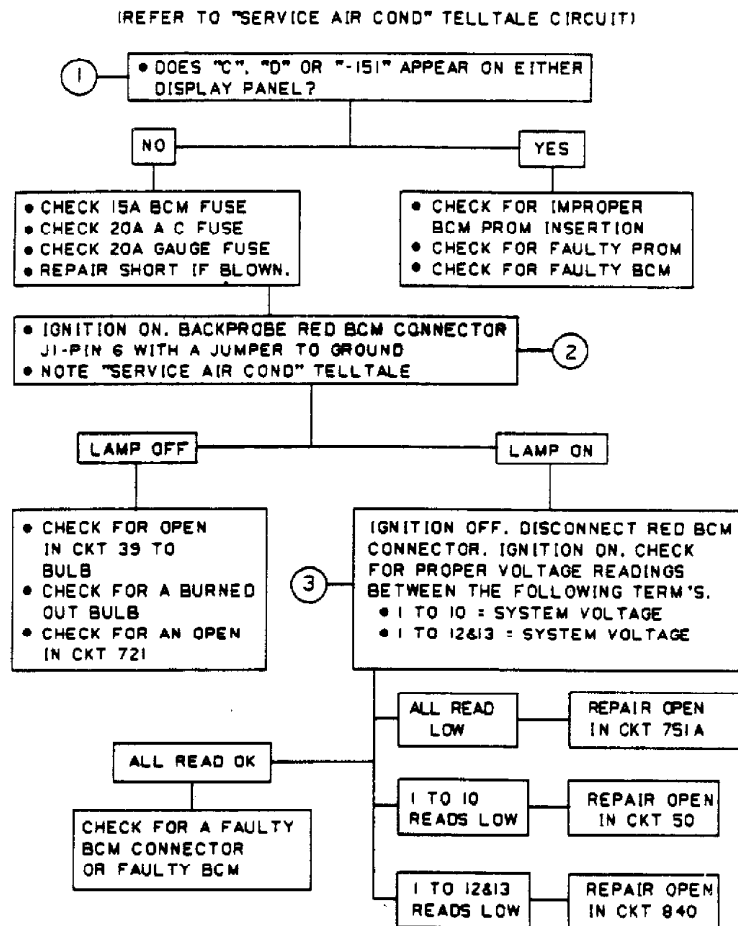 (REFER TO "SERVICE AIR COND" TELLTALE CIRCUIT)
1
• DOES "C", "D" OR "-151" APPEAR ON EITHER
DISPLAY PANEL?
NO
YES
• CHECK 15A BCM FUSE
• CHECK 20A A C FUSE
• CHECK 20A GAUGE FUSE
• REPAIR SHORT IF BLOWN.
• CHECK FOR IMPROPER
BCM PROM INSERTION
• CHECK FOR FAULTY PROM
• CHECK FOR FAULTY BCM
• IGNITION ON. BACKPROBE RED BCM CONNECTOR
J1-PIN 6 WITH A JUMPER TO GROUND
• NOTE "SERVICE AIR COND" TELLTALE
2
LAMP OFF
LAMP ON
• CHECK FOR OPEN
IN CKT 39 TO
BULB
• CHECK FOR A BURNED
OUT BULB
• CHECK FOR AN OPEN
IN CKT 721
3
IGNITION OFF. DISCONNECT RED BCM
CONNECTOR. IGNITION ON. CHECK
FOR PROPER VOLTAGE READINGS
BETWEEN THE FOLLOWING TERM'S.
• 1 TO 10 = SYSTEM VOLTAGE
• 1 TO 12&13 = SYSTEM VOLTAGE
ALL READ
LOW
REPAIR OPEN
IN CKT 751A
ALL READ OK
1 TO 10
READS LOW
REPAIR OPEN
IN CKT 50
CHECK FOR A FAULTY
BCM CONNECTOR
OR FAULTY BCM
1 TO 12&13
READS LOW
REPAIR OPEN
IN CKT 840